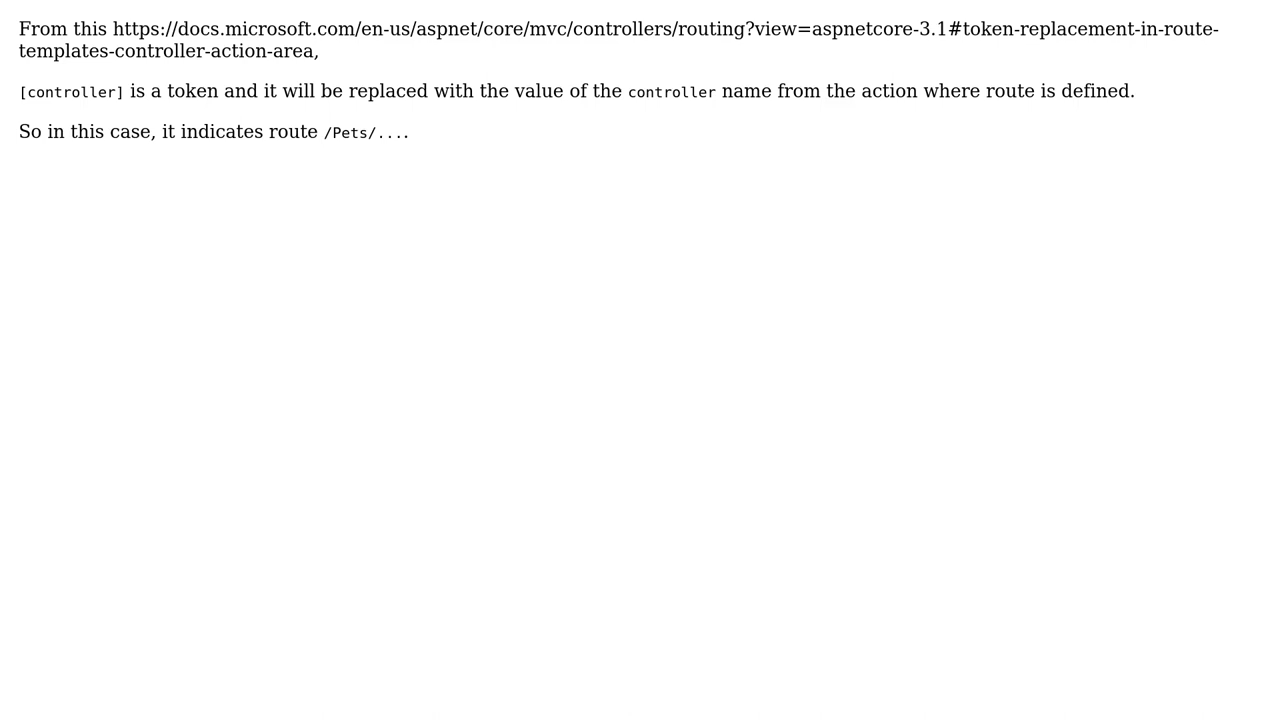 From this https://docs.microsoft.com/en-us/aspnet/core/mvc/controllers/routing?view=aspnetcore-3.1#token-replacement-in-route-
templates-controller-action-area,
[controller] is a token and it will be replaced with the value of the controller name from the action where route is defined.
So in this case, it indicates route /Pets/....